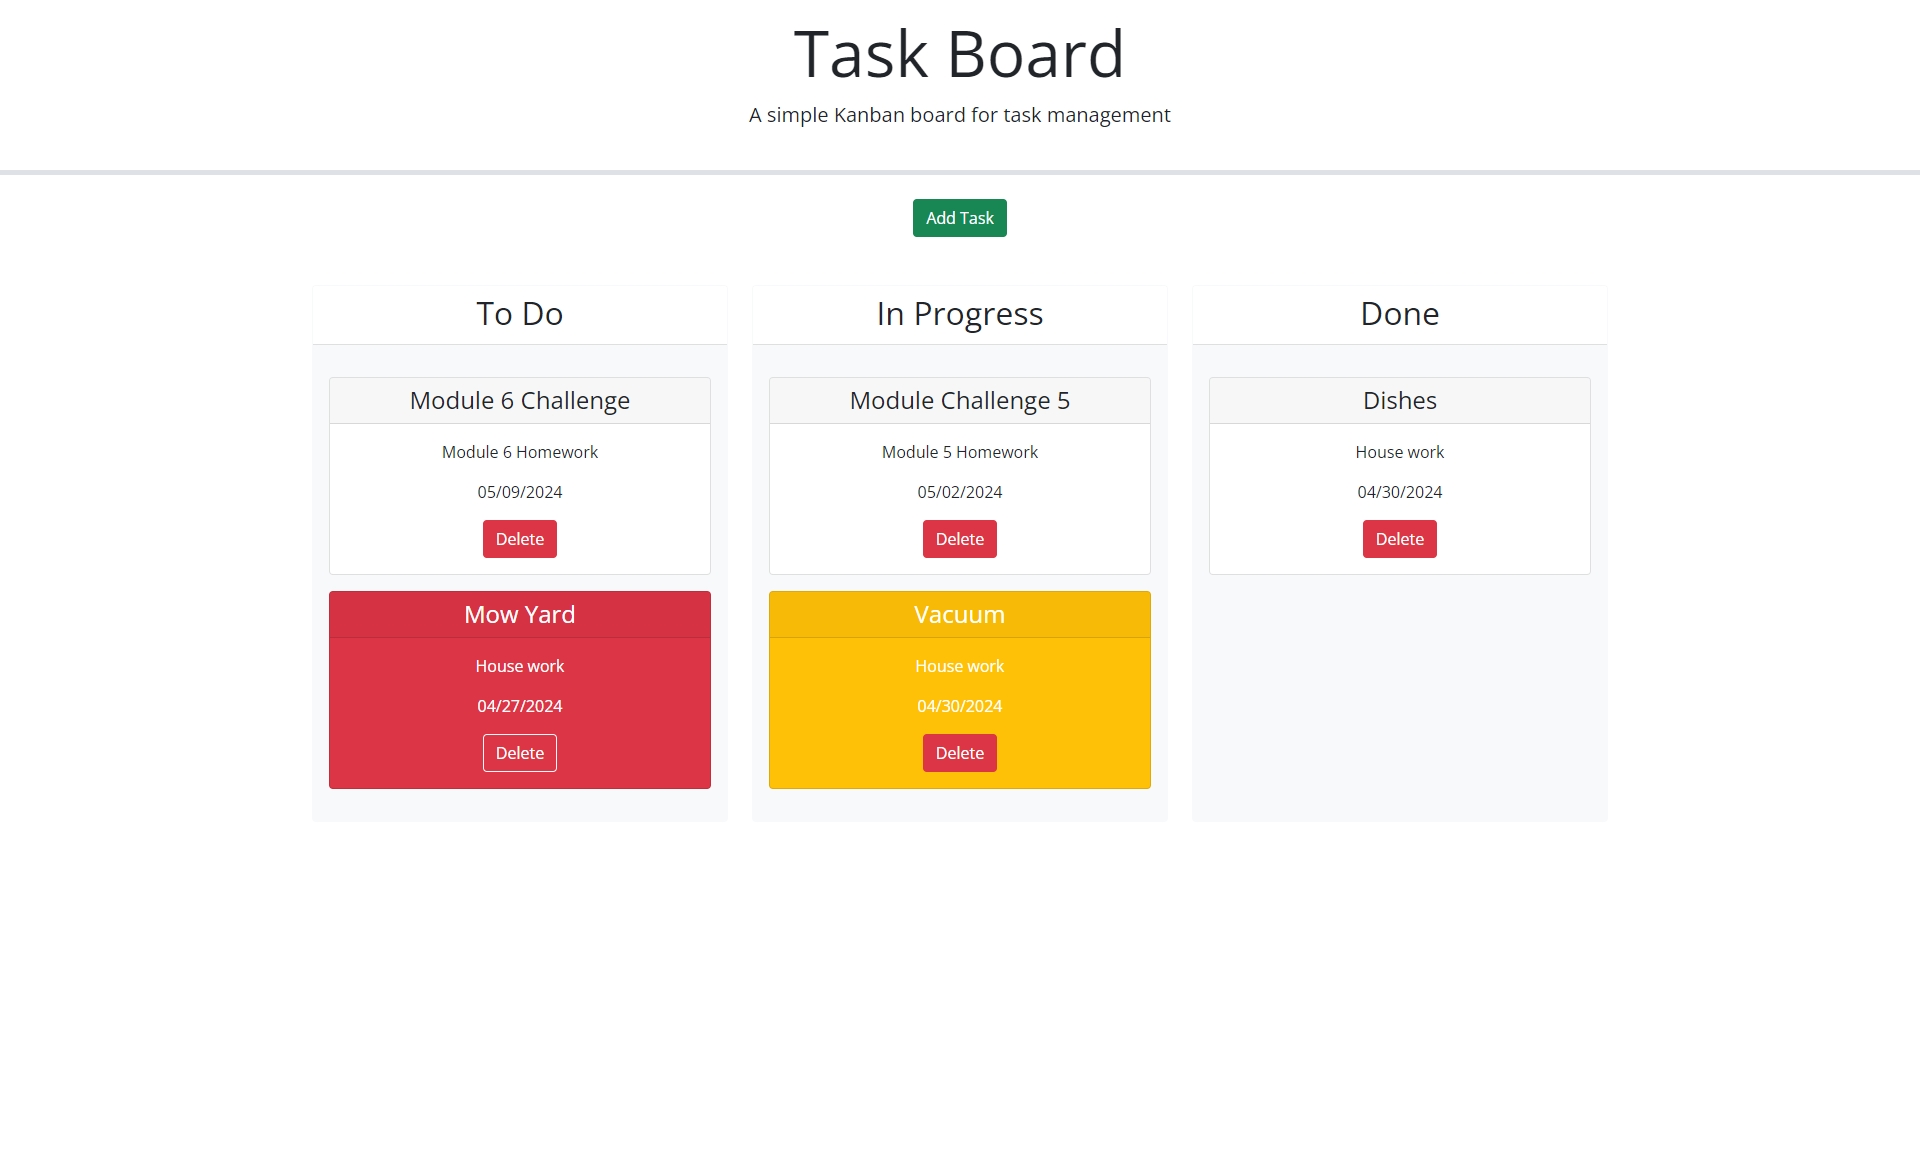 Task Board
A simple Kanban board for task management
Add Task
To Do
Module 6 Challenge
Module 6 Homework
05/09/2024
Delete
Mow Yard
House work
04/27/2024
Delete
In Progress
Module Challenge 5
Module 5 Homework
05/02/2024
Delete
Vacuum
House work
04/30/2024
Delete
Done
Dishes
House work
04/30/2024
Delete